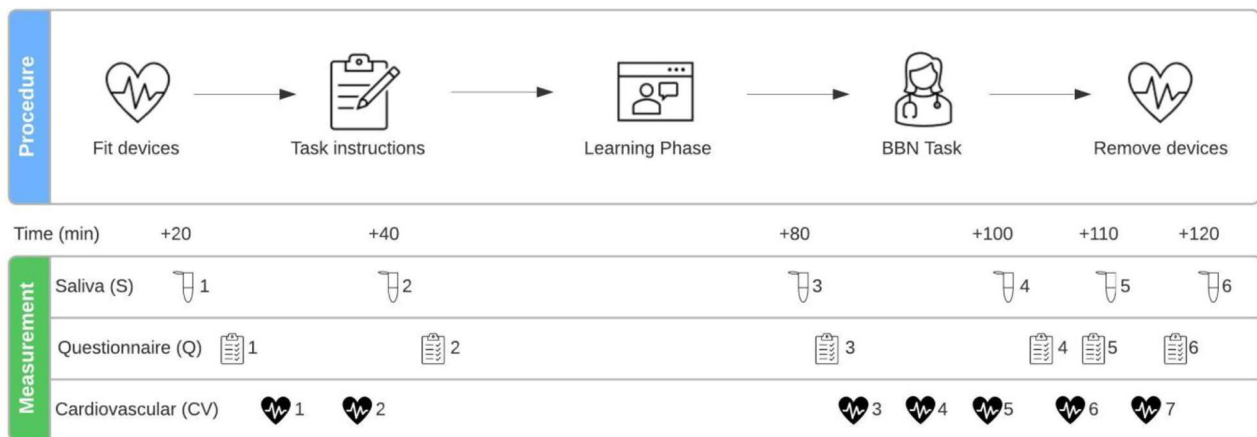 Procedure
Fit devices
Task instructions
Learning Phase
BBN Task
Remove devices
Time (min) +20 +40 +80 +100 +110 +120
Measurement
Saliva (S) 1 2 3 4 5 6
Questionnaire (Q) 1 2 3 4 5 6
Cardiovascular (CV) 1 2 3 4 5 6 7